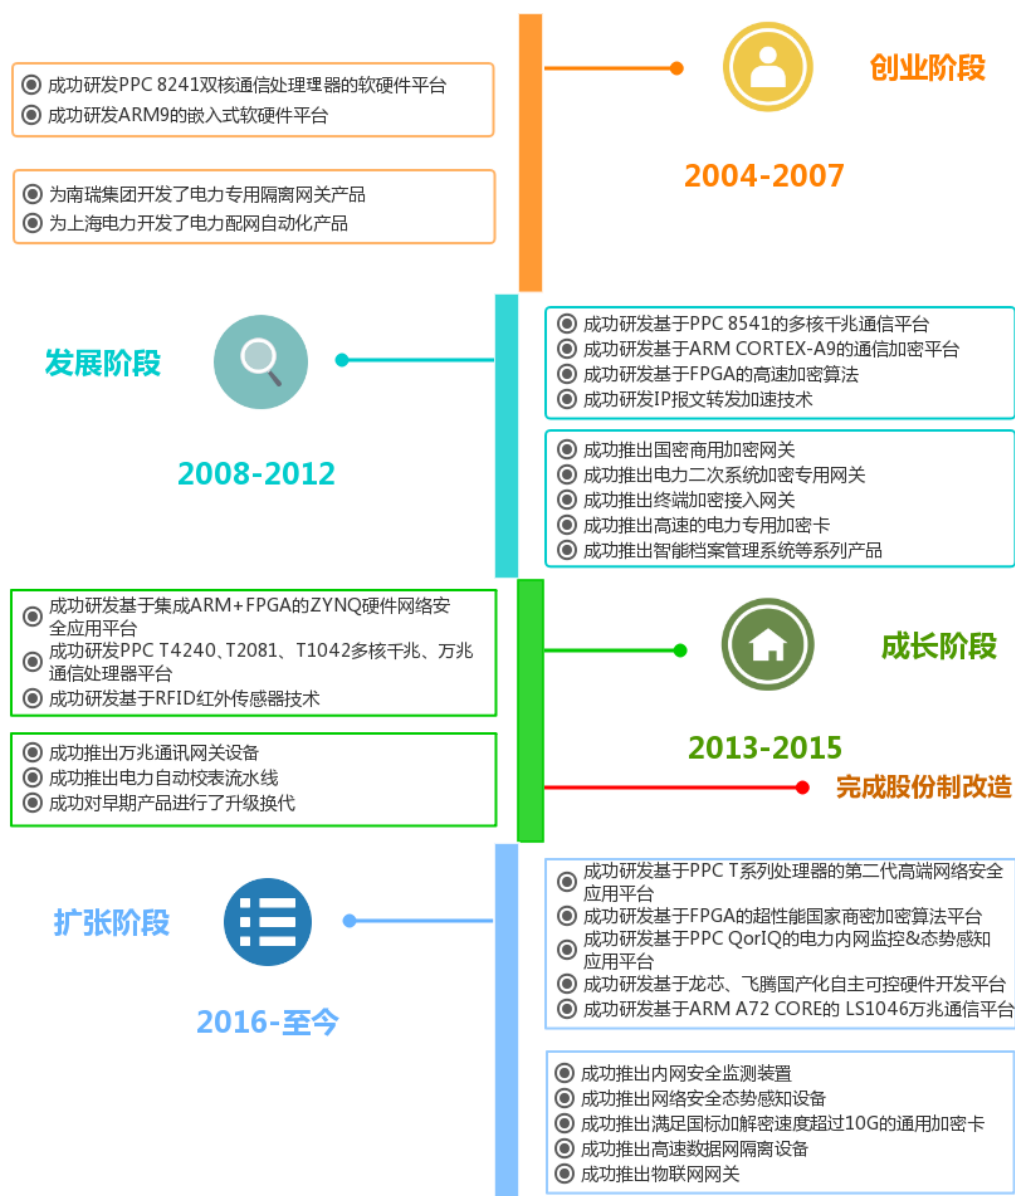 创业阶段
2004-2007
成功研发PPC 8241双核通信处理理器的软硬件平台
成功研发ARM9的嵌入式软硬件平台
为南瑞集团开发了电力专用隔离网关产品
为上海电力开发了电力配网自动化产品
发展阶段
2008-2012
成功研发基于PPC 8541的多核千兆通信平台
成功研发基于ARM CORTEX-A9的通信加密平台
成功研发基于FPGA的高速加密算法
成功研发IP报文转发加速技术
成功推出国密商用加密网关
成功推出电力二次系统加密专用网关
成功推出终端加密接入网关
成功推出高速的电力专用加密卡
成功推出智能档案管理系统等系列产品
成长阶段
2013-2015
完成股份制改造
成功研发基于集成ARM+FPGA的ZYNQ硬件网络安
全应用平台
成功研发PPC T4240、T2081、T1042多核千兆、万兆
通信处理器平台
成功研发基于RFID红外传感器技术
成功推出万兆通讯网关设备
成功推出电力自动校表流水线
成功对早期产品进行了升级换代
扩张阶段
2016-至今
成功研发基于PPC T系列处理器的第二代高端网络安全
应用平台
成功研发基于FPGA的超性能国家商密加密算法平台
成功研发基于PPC QorIQ的电力内网监控&态势感知
应用平台
成功研发基于龙芯、飞腾国产化自主可控硬件开发平台
成功研发基于ARM A72 CORE的 LS1046万兆通信平台
成功推出内网安全监测装置
成功推出网络安全态势感知设备
成功推出满足国标加解密速度超过10G的通用加密卡
成功推出高速数据网隔离设备
成功推出物联网网关